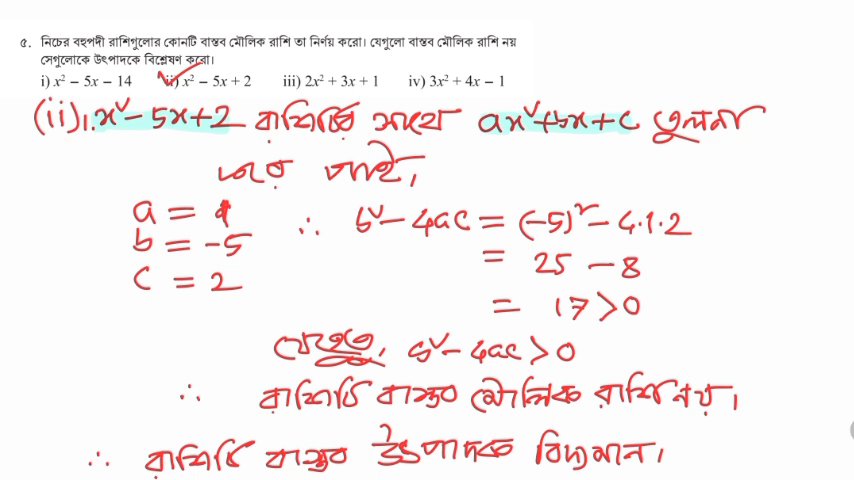 ৫. নিচের বহুপদী রাশিগুলোর কোনটি বাস্তব মৌলিক রাশি তা নির্ণয় করো। যেগুলো বাস্তব মৌলিক রাশি নয়
সেগুলোকে উৎপাদকে বিশ্লেষণ করো।
i) x² − 5x − 14 ii) x² − 5x + 2 iii) 2x² + 3x + 1 iv) 3x² + 4x − 1
(ii) x² − 5x + 2 রাশিটির সাথে ax² + bx + c তুলনা
করে পাই,
a = 1 ∴ b² − 4ac = (−5)² − 4.1.2
b = −5 = 25 − 8
c = 2 = 17 > 0
যেহেতু, b² − 4ac > 0
∴ রাশিটি বাস্তব মৌলিক রাশি নয়।
∴ রাশিটি বাস্তব উৎপাদক বিদ্যমান।